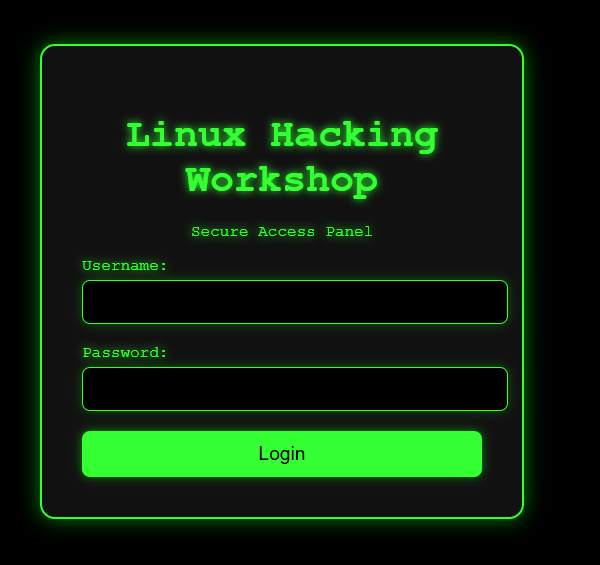 Linux Hacking
Workshop
Secure Access Panel
Username:
Password:
Login